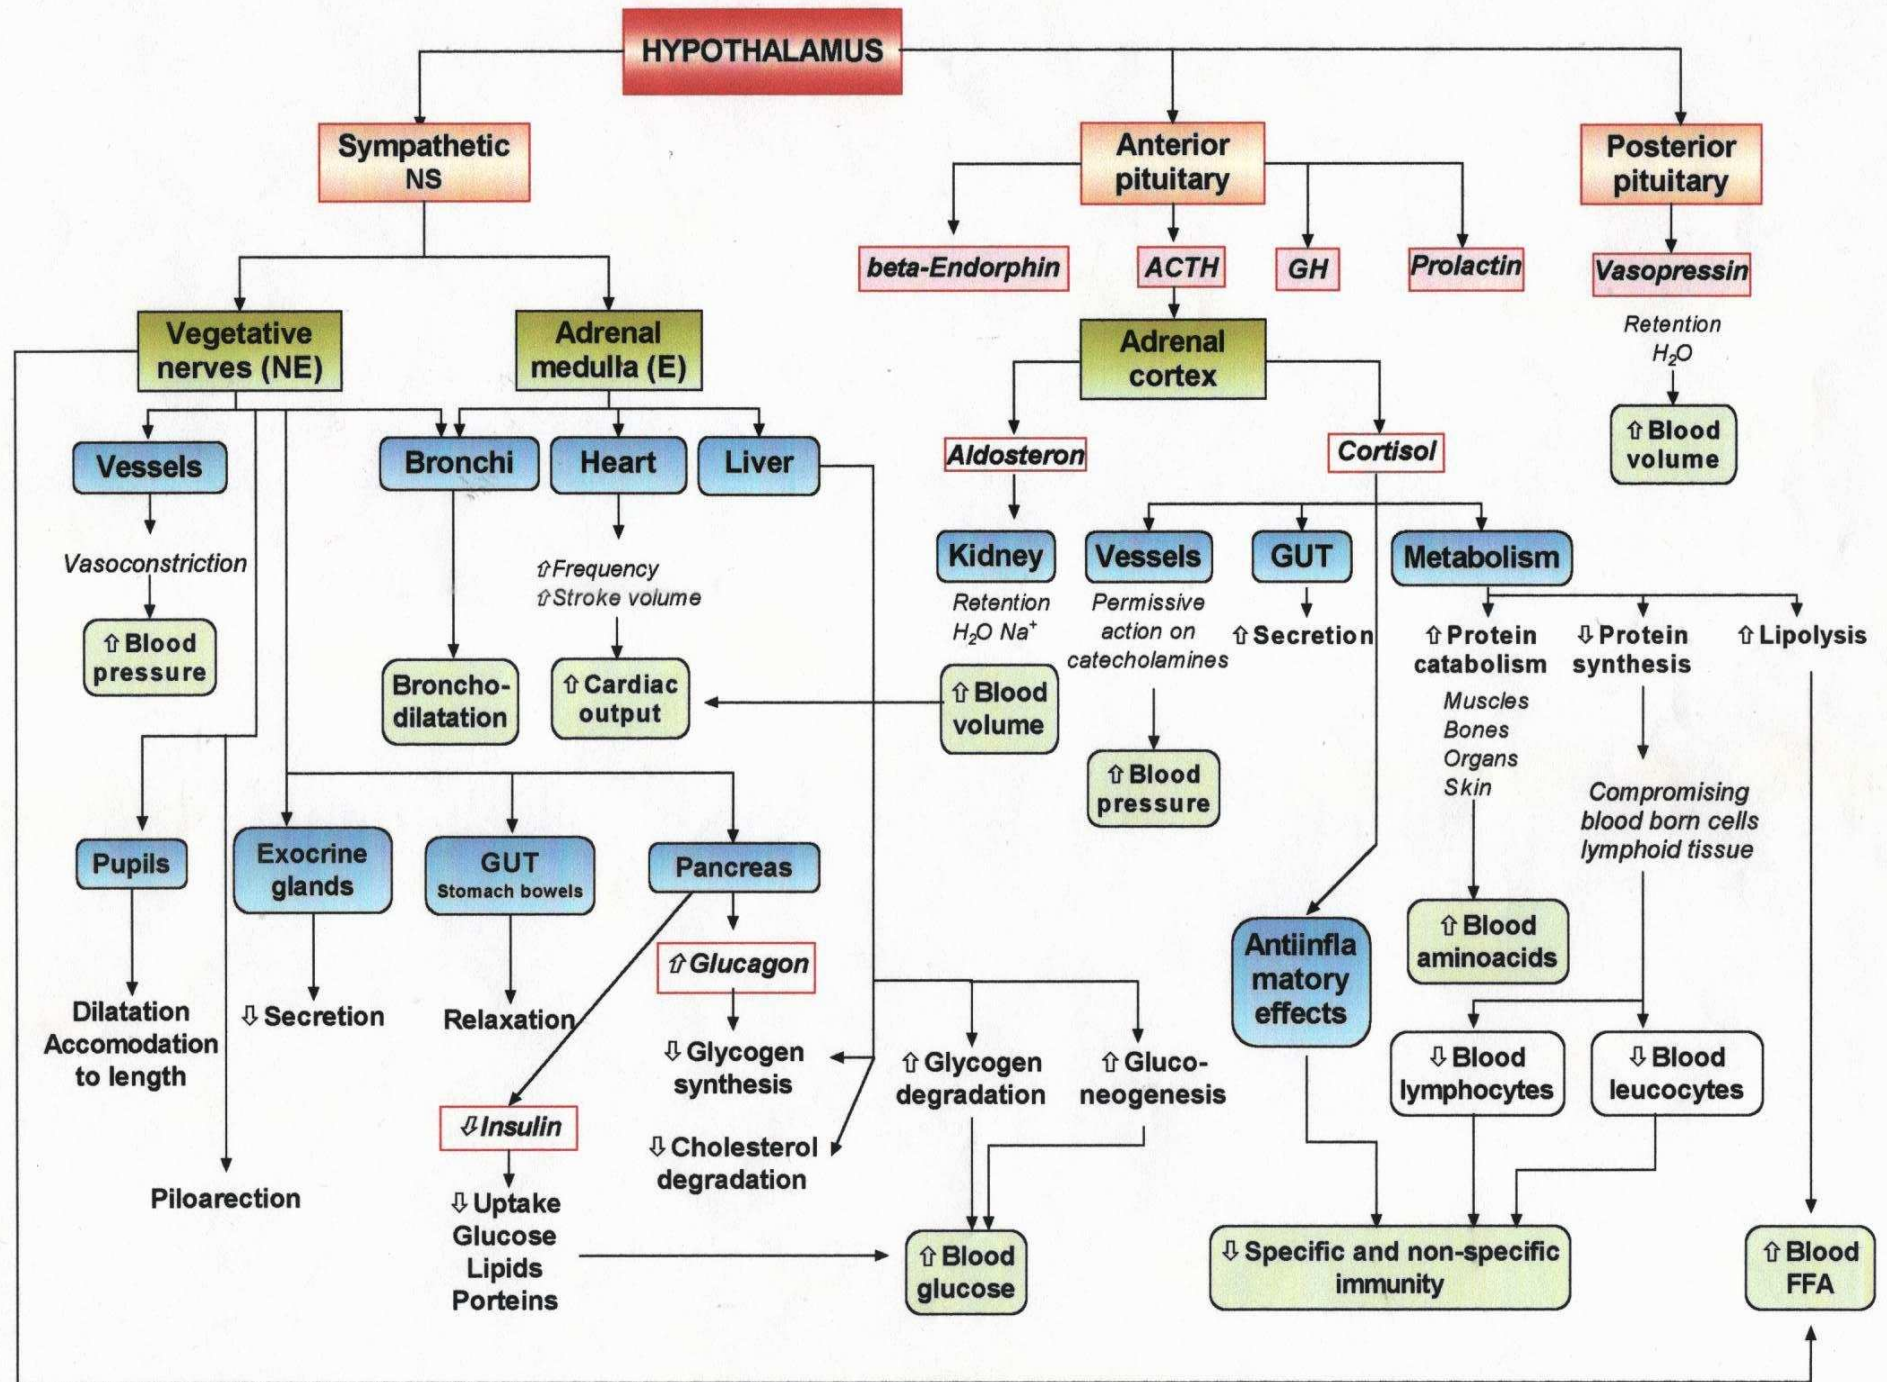 HYPOTHALAMUS
Sympathetic
NS
Anterior
pituitary
Posterior
pituitary
beta-Endorphin
ACTH
GH
Prolactin
Vasopressin
Retention
H₂O
⇧ Blood
volume
Vegetative
nerves (NE)
Adrenal
medulla (E)
Adrenal
cortex
Vessels
Bronchi
Heart
Liver
Aldosteron
Cortisol
Vasoconstriction
⇧ Blood
pressure
⇧Frequency
⇧Stroke volume
Broncho-
dilatation
⇧ Cardiac
output
Kidney
Retention
H₂O Na⁺
⇧ Blood
volume
Vessels
Permissive
action on
catecholamines
⇧ Blood
pressure
GUT
⇧ Secretion
Metabolism
⇧ Protein
catabolism
Muscles
Bones
Organs
Skin
⇩ Protein
synthesis
⇧ Lipolysis
Compromising
blood born cells
lymphoid tissue
Pupils
Exocrine
glands
GUT
Stomach bowels
Pancreas
Dilatation
Accomodation
to length
⇩ Secretion
Relaxation
⇧ Glucagon
⇩ Glycogen
synthesis
⇩ Insulin
⇩ Cholesterol
degradation
⇧ Glycogen
degradation
⇧ Gluco-
neogenesis
Antiinfla
matory
effects
⇧ Blood
aminoacids
⇩ Blood
lymphocytes
⇩ Blood
leucocytes
Piloarection
⇩ Uptake
Glucose
Lipids
Porteins
⇧ Blood
glucose
⇩ Specific and non-specific
immunity
⇧ Blood
FFA